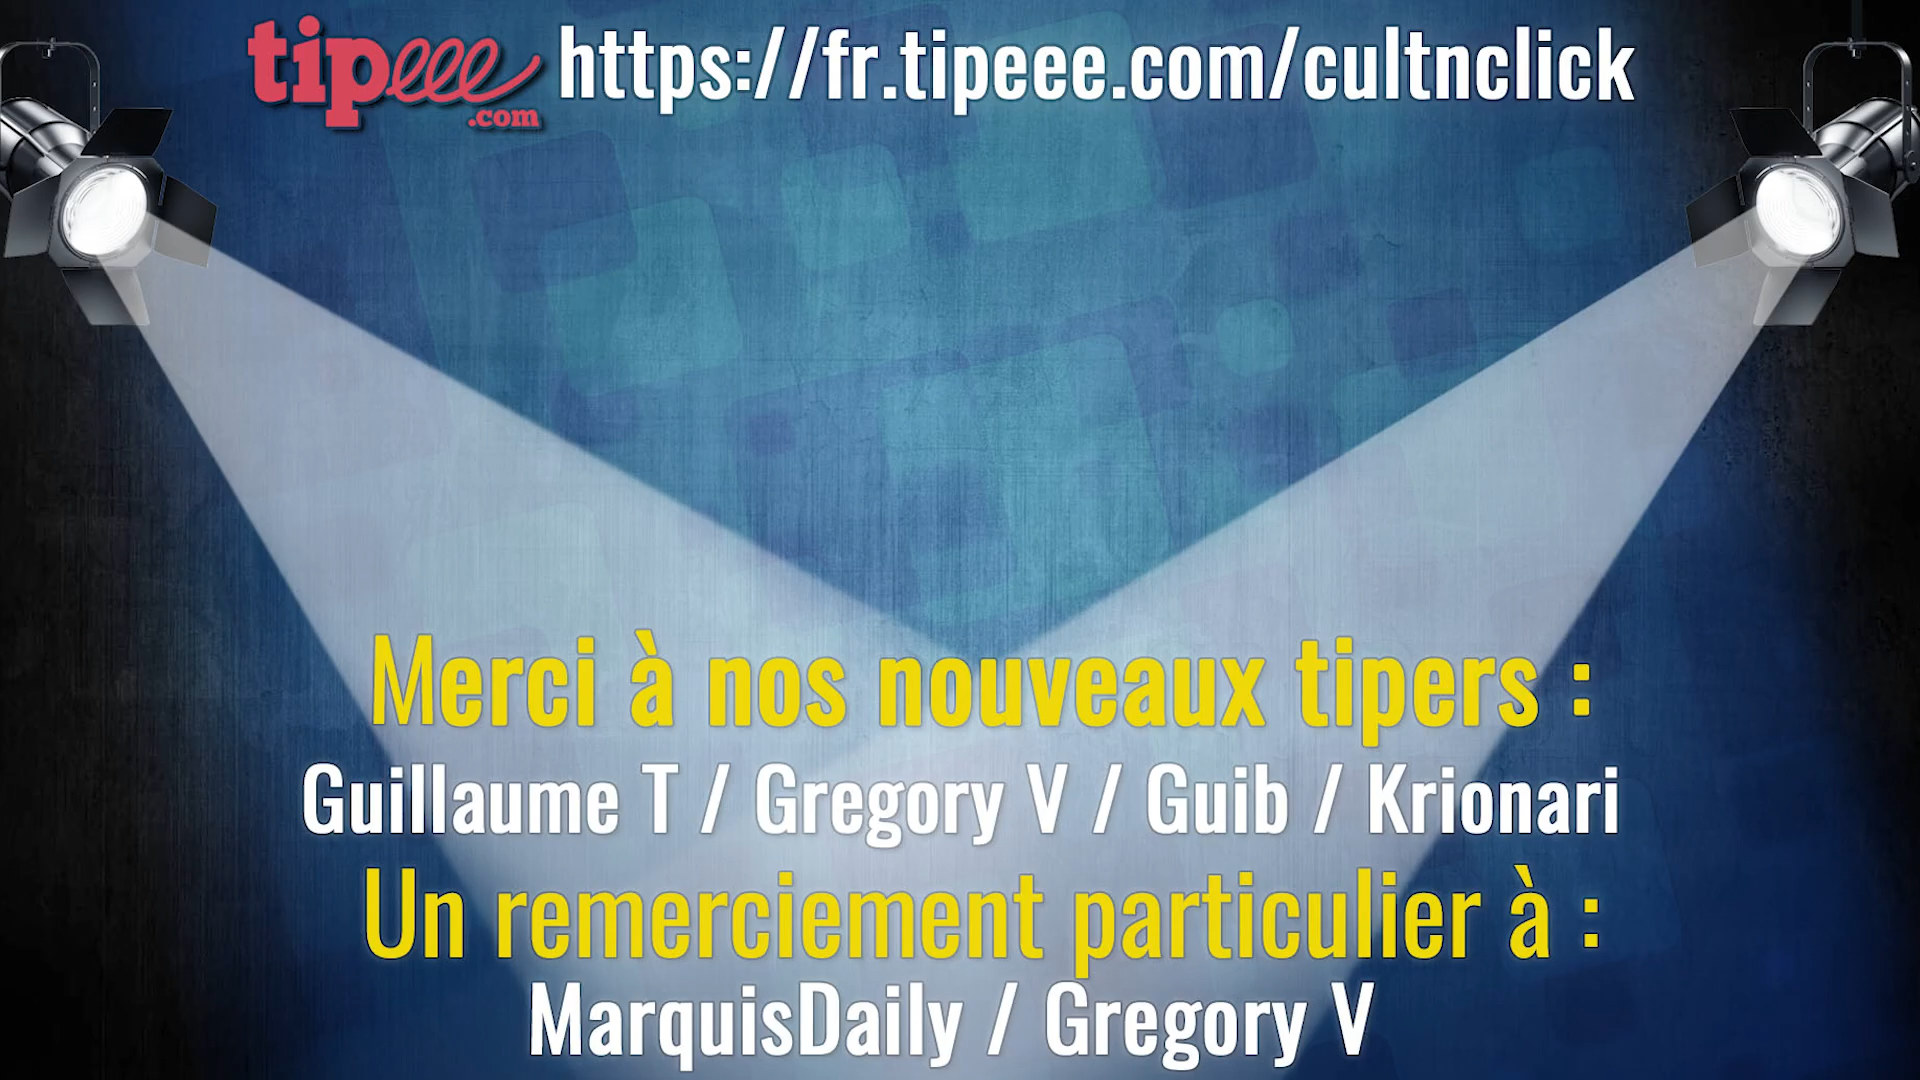 tipeee.com https://fr.tipeee.com/cultnclick
Merci à nos nouveaux tipers :
Guillaume T / Gregory V / Guib / Krionari
Un remerciement particulier à :
MarquisDaily / Gregory V